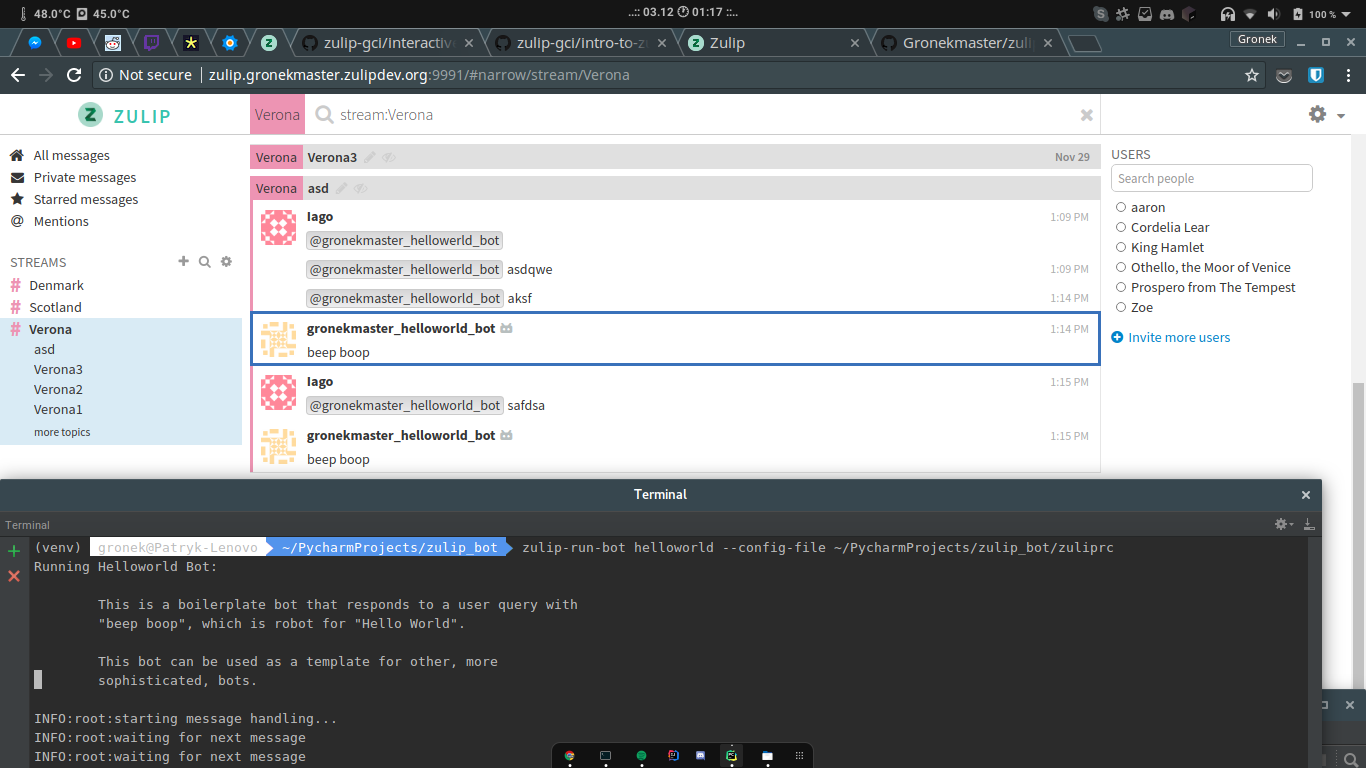 48.0°C 45.0°C
..:: 03.12 01:17 ::..
100 %
zulip-gci/interactive
zulip-gci/intro-to-z
Zulip
Gronekmaster/zuli
Gronek
Not secure zulip.gronekmaster.zulipdev.org:9991/#narrow/stream/Verona
ZULIP
Verona stream:Verona
All messages
Private messages
Starred messages
@ Mentions
STREAMS
# Denmark
# Scotland
# Verona
asd
Verona3
Verona2
Verona1
more topics
Verona Verona3 Nov 29
Verona asd
Iago 1:09 PM
@gronekmaster_hellowerld_bot
@gronekmaster_hellowerld_bot asdqwe 1:09 PM
@gronekmaster_helloworld_bot aksf 1:14 PM
gronekmaster_helloworld_bot 1:14 PM
beep boop
Iago 1:15 PM
@gronekmaster_helloworld_bot safdsa
gronekmaster_helloworld_bot 1:15 PM
beep boop
USERS
Search people
aaron
Cordelia Lear
King Hamlet
Othello, the Moor of Venice
Prospero from The Tempest
Zoe
Invite more users
Terminal
Terminal
(venv) gronek@Patryk-Lenovo ~/PycharmProjects/zulip_bot zulip-run-bot helloworld --config-file ~/PycharmProjects/zulip_bot/zuliprc
Running Helloworld Bot:
This is a boilerplate bot that responds to a user query with
"beep boop", which is robot for "Hello World".
This bot can be used as a template for other, more
sophisticated, bots.
INFO:root:starting message handling...
INFO:root:waiting for next message
INFO:root:waiting for next message